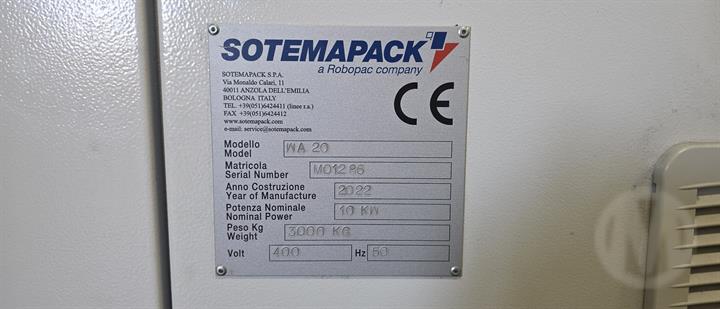 SOTEMAPACK
a Robopac company
SOTEMAPACK S.P.A.
Via Monaldo Calari, 11
40011 ANZOLA DELL'EMILIA
BOLOGNA ITALY
TEL. +39(051)6424411 (linee r.a.)
FAX +39(051)6424412
www.sotemapack.com
e-mail: service@sotemapack.com
CE
Modello WA 20
Model
Matricola M01286
Serial Number
Anno Costruzione 2022
Year of Manufacture
Potenza Nominale 10 KW
Nominal Power
Peso Kg 3000 KG
Weight
Volt 400 Hz 50
M